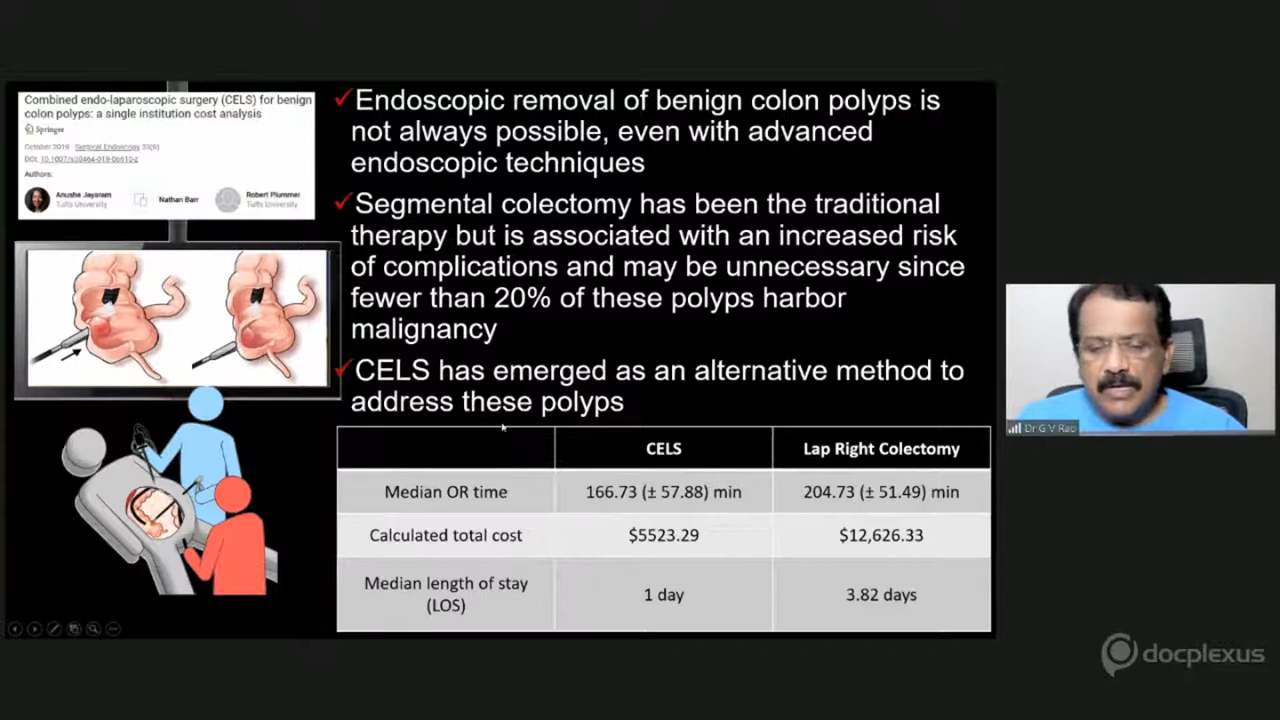 Combined endo-laparoscopic surgery (CELS) for benign
colon polyps: a single institution cost analysis
Springer
October 2019 Surgical Endoscopy 33(6)
Authors:
Anusha Jayaram
Tufts University
Nathan Barr
Robert Plummer
Tufts University
Endoscopic removal of benign colon polyps is
not always possible, even with advanced
endoscopic techniques
Segmental colectomy has been the traditional
therapy but is associated with an increased risk
of complications and may be unnecessary since
fewer than 20% of these polyps harbor
malignancy
CELS has emerged as an alternative method to
address these polyps
CELS Lap Right Colectomy
Median OR time 166.73 (± 57.88) min 204.73 (± 51.49) min
Calculated total cost $5523.29 $12,626.33
Median length of stay
(LOS) 1 day 3.82 days
Dr G V Rao
docplexus